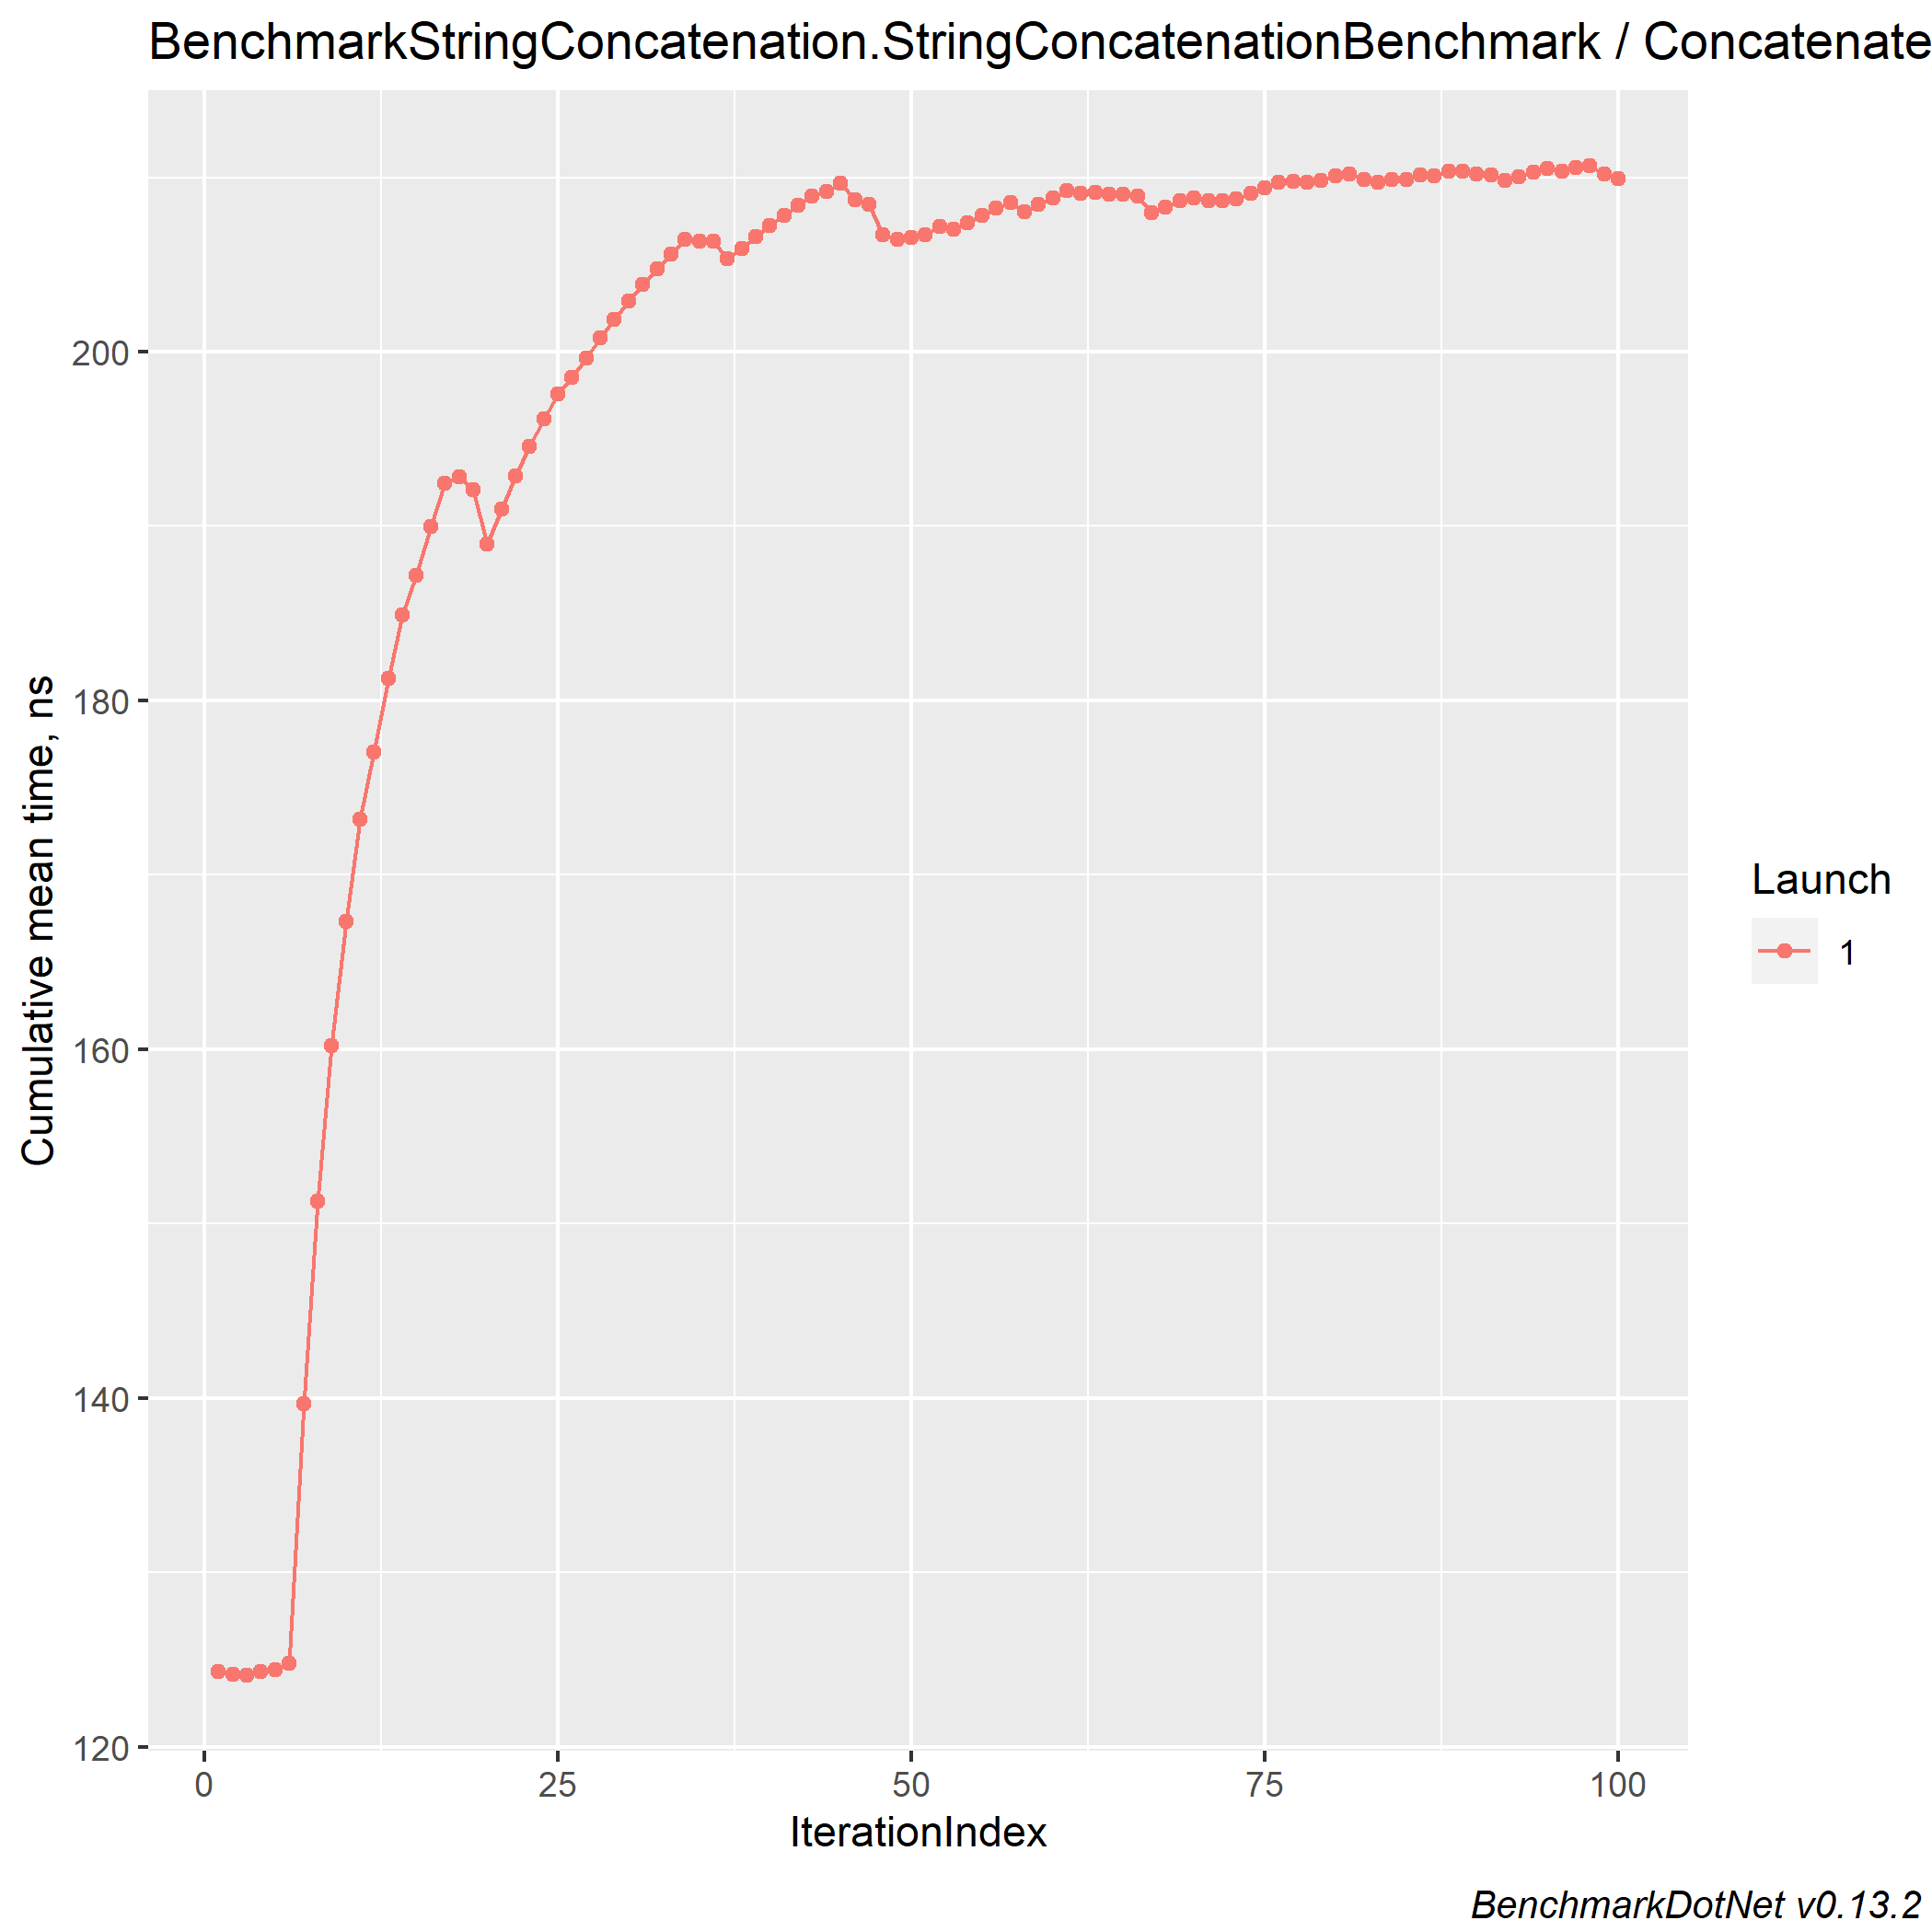 BenchmarkStringConcatenation.StringConcatenationBenchmark / Concatenate
Cumulative mean time, ns
200
180
160
140
120
0 25 50 75 100
IterationIndex
Launch
1
BenchmarkDotNet v0.13.2